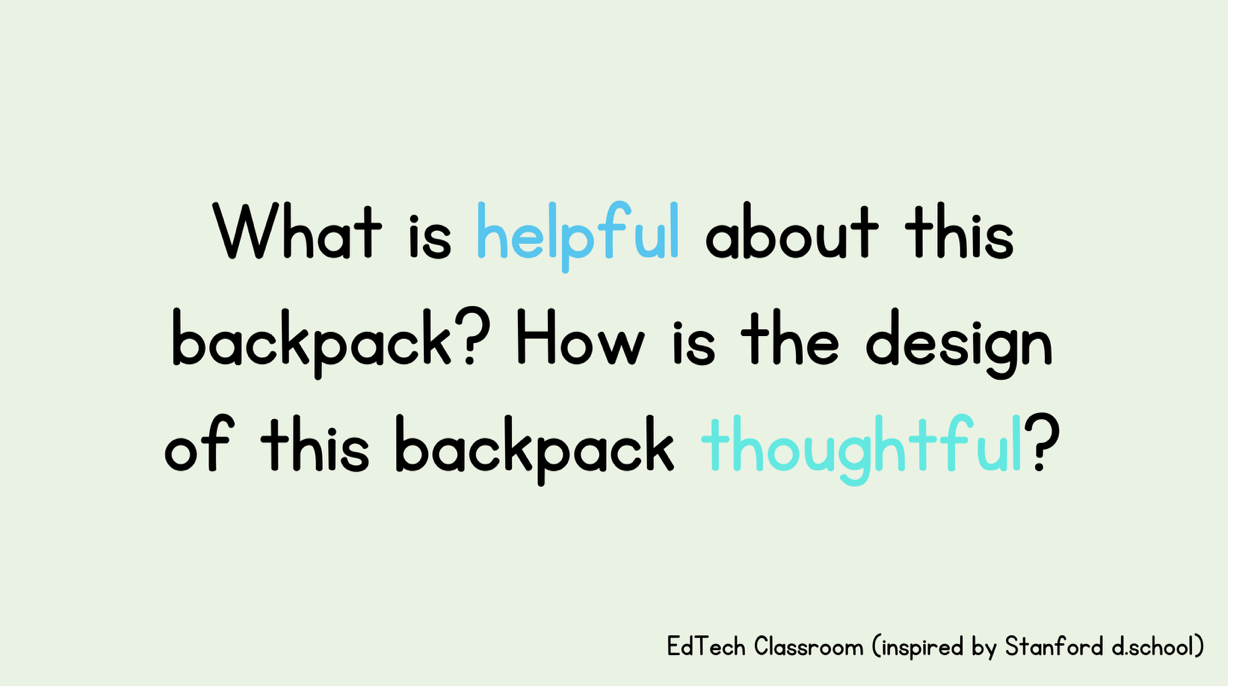 What is helpful about this
backpack? How is the design
of this backpack thoughtful?
EdTech Classroom (inspired by Stanford d.school)